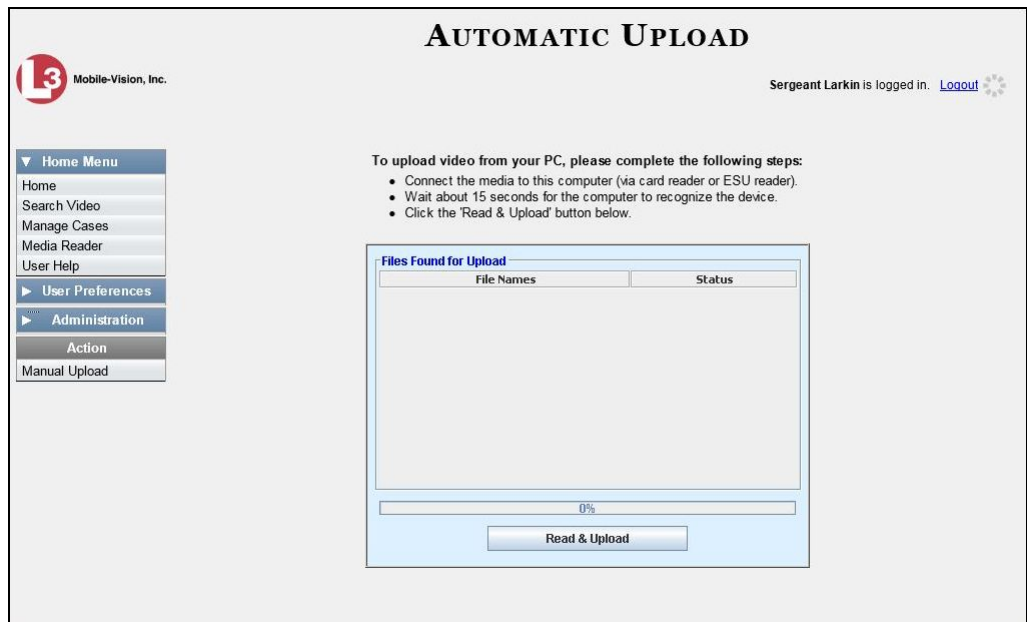 AUTOMATIC UPLOAD
L3 Mobile-Vision, Inc.
Sergeant Larkin is logged in. Logout
▼ Home Menu
Home
Search Video
Manage Cases
Media Reader
User Help
► User Preferences
► Administration
Action
Manual Upload
To upload video from your PC, please complete the following steps:
• Connect the media to this computer (via card reader or ESU reader).
• Wait about 15 seconds for the computer to recognize the device.
• Click the 'Read & Upload' button below.
Files Found for Upload
File Names Status
0%
Read & Upload